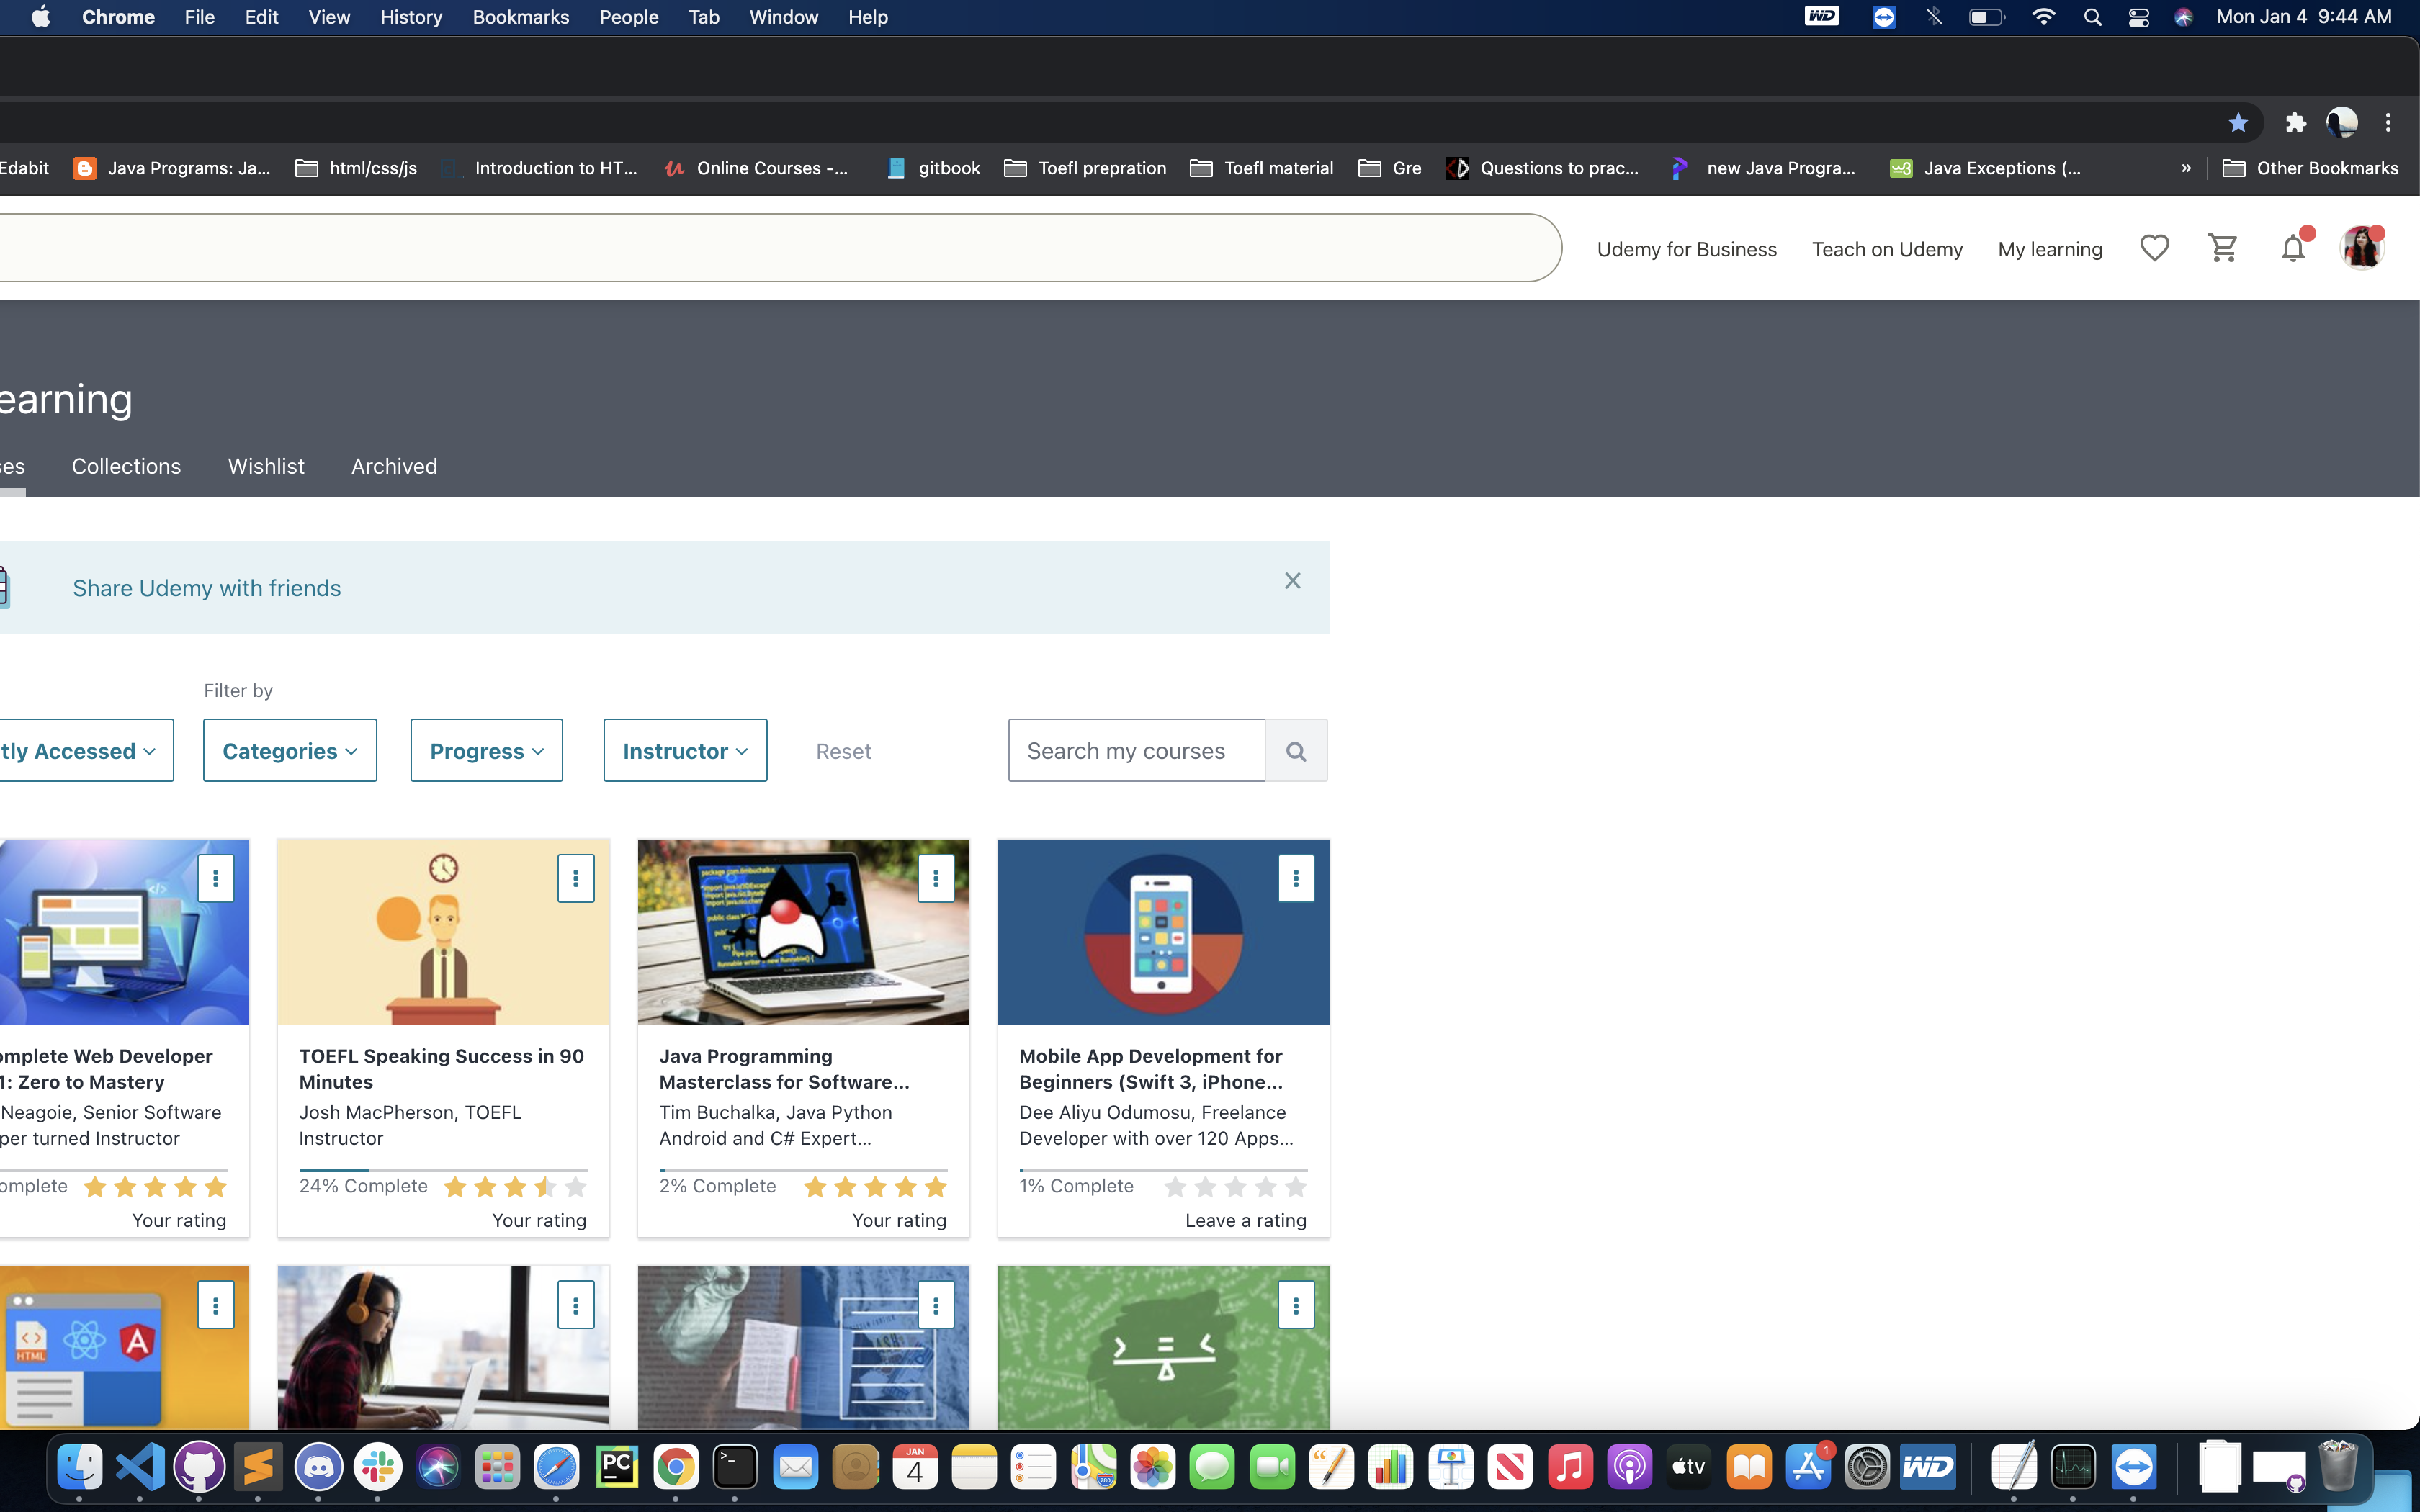 Chrome File Edit View History Bookmarks People Tab Window Help WD Mon Jan 4 9:44 AM
Edabit Java Programs: Ja... html/css/js Introduction to HT... Online Courses -... gitbook Toefl prepration Toefl material Gre Questions to prac... new Java Progra... Java Exceptions (... » Other Bookmarks
Udemy for Business Teach on Udemy My learning
earning
es Collections Wishlist Archived
Share Udemy with friends
Filter by
tly Accessed Categories Progress Instructor Reset Search my courses
omplete Web Developer
1: Zero to Mastery
Neagoie, Senior Software
per turned Instructor
omplete
Your rating
TOEFL Speaking Success in 90
Minutes
Josh MacPherson, TOEFL
Instructor
24% Complete
Your rating
Java Programming
Masterclass for Software...
Tim Buchalka, Java Python
Android and C# Expert...
2% Complete
Your rating
Mobile App Development for
Beginners (Swift 3, iPhone...
Dee Aliyu Odumosu, Freelance
Developer with over 120 Apps...
1% Complete
Leave a rating
HTML
PC JAN 4 tv 1 WD